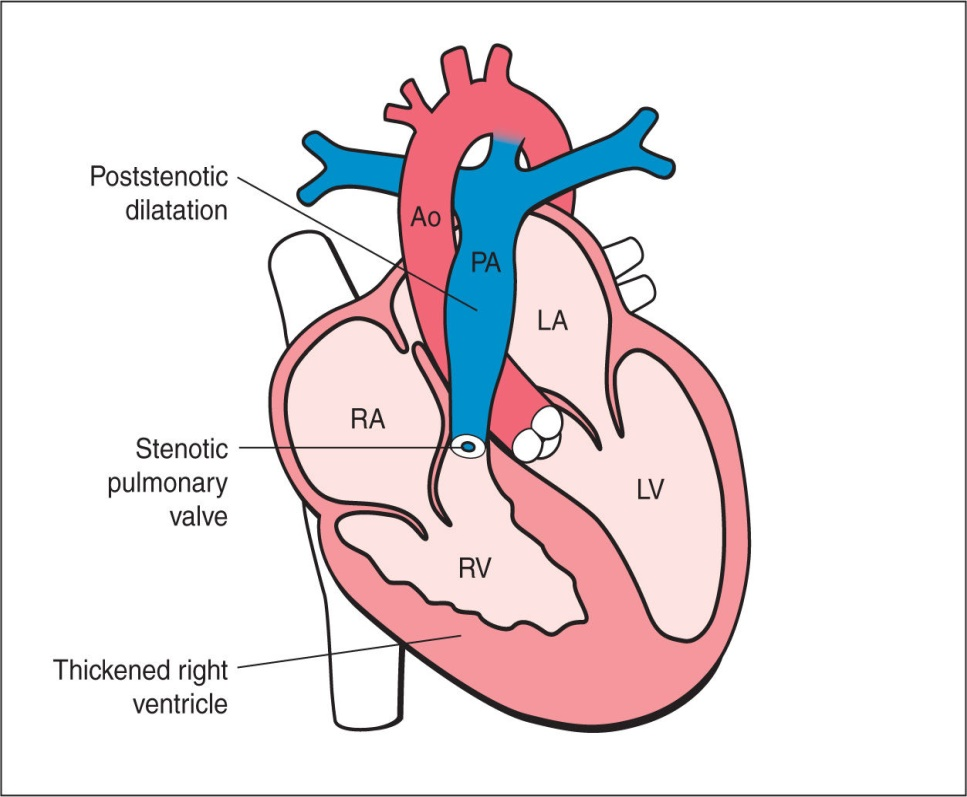 Poststenotic
dilatation
Ao
PA
LA
RA
Stenotic
pulmonary
valve
LV
RV
Thickened right
ventricle